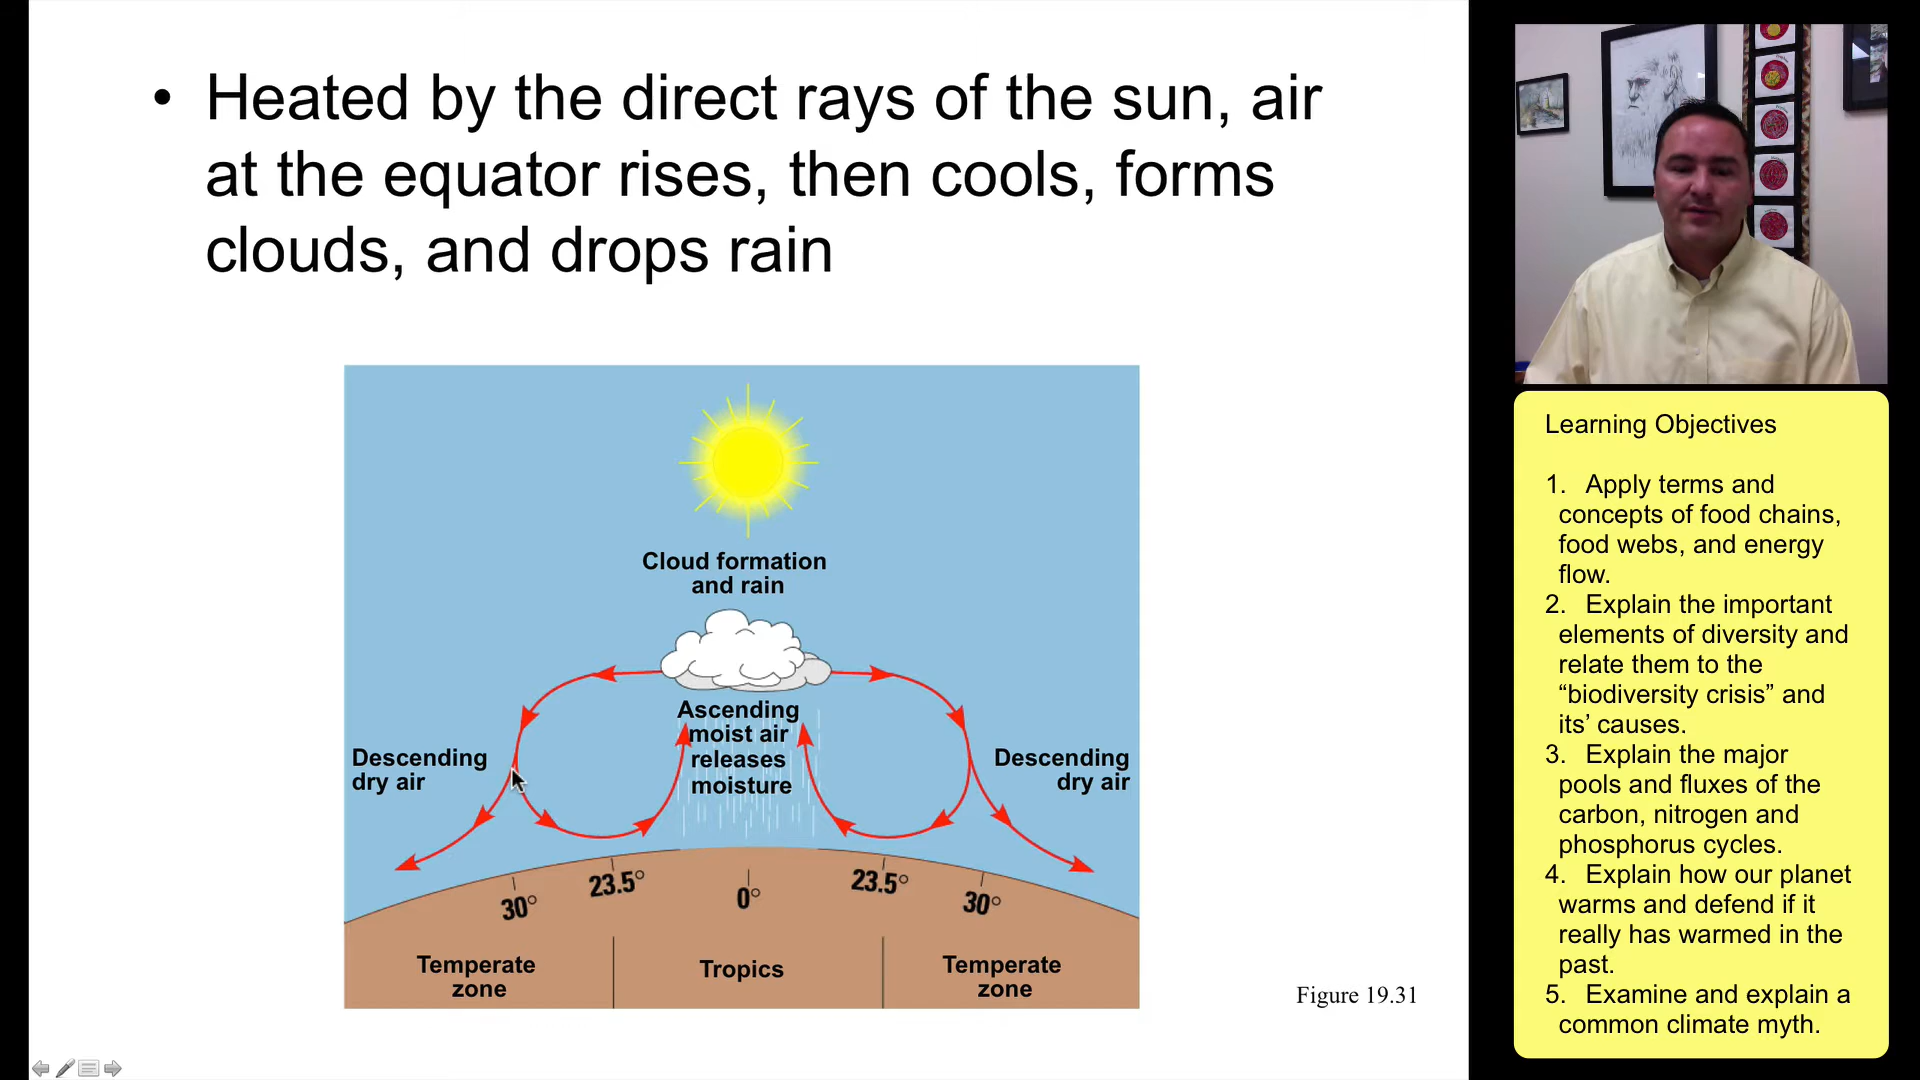 • Heated by the direct rays of the sun, air
at the equator rises, then cools, forms
clouds, and drops rain
Cloud formation
and rain
Ascending
moist air
releases
moisture
Descending
dry air
Descending
dry air
30°
23.5°
0°
23.5°
30°
Temperate
zone
Tropics
Temperate
zone
Figure 19.31
Learning Objectives
1. Apply terms and
concepts of food chains,
food webs, and energy
flow.
2. Explain the important
elements of diversity and
relate them to the
“biodiversity crisis” and
its’ causes.
3. Explain the major
pools and fluxes of the
carbon, nitrogen and
phosphorus cycles.
4. Explain how our planet
warms and defend if it
really has warmed in the
past.
5. Examine and explain a
common climate myth.